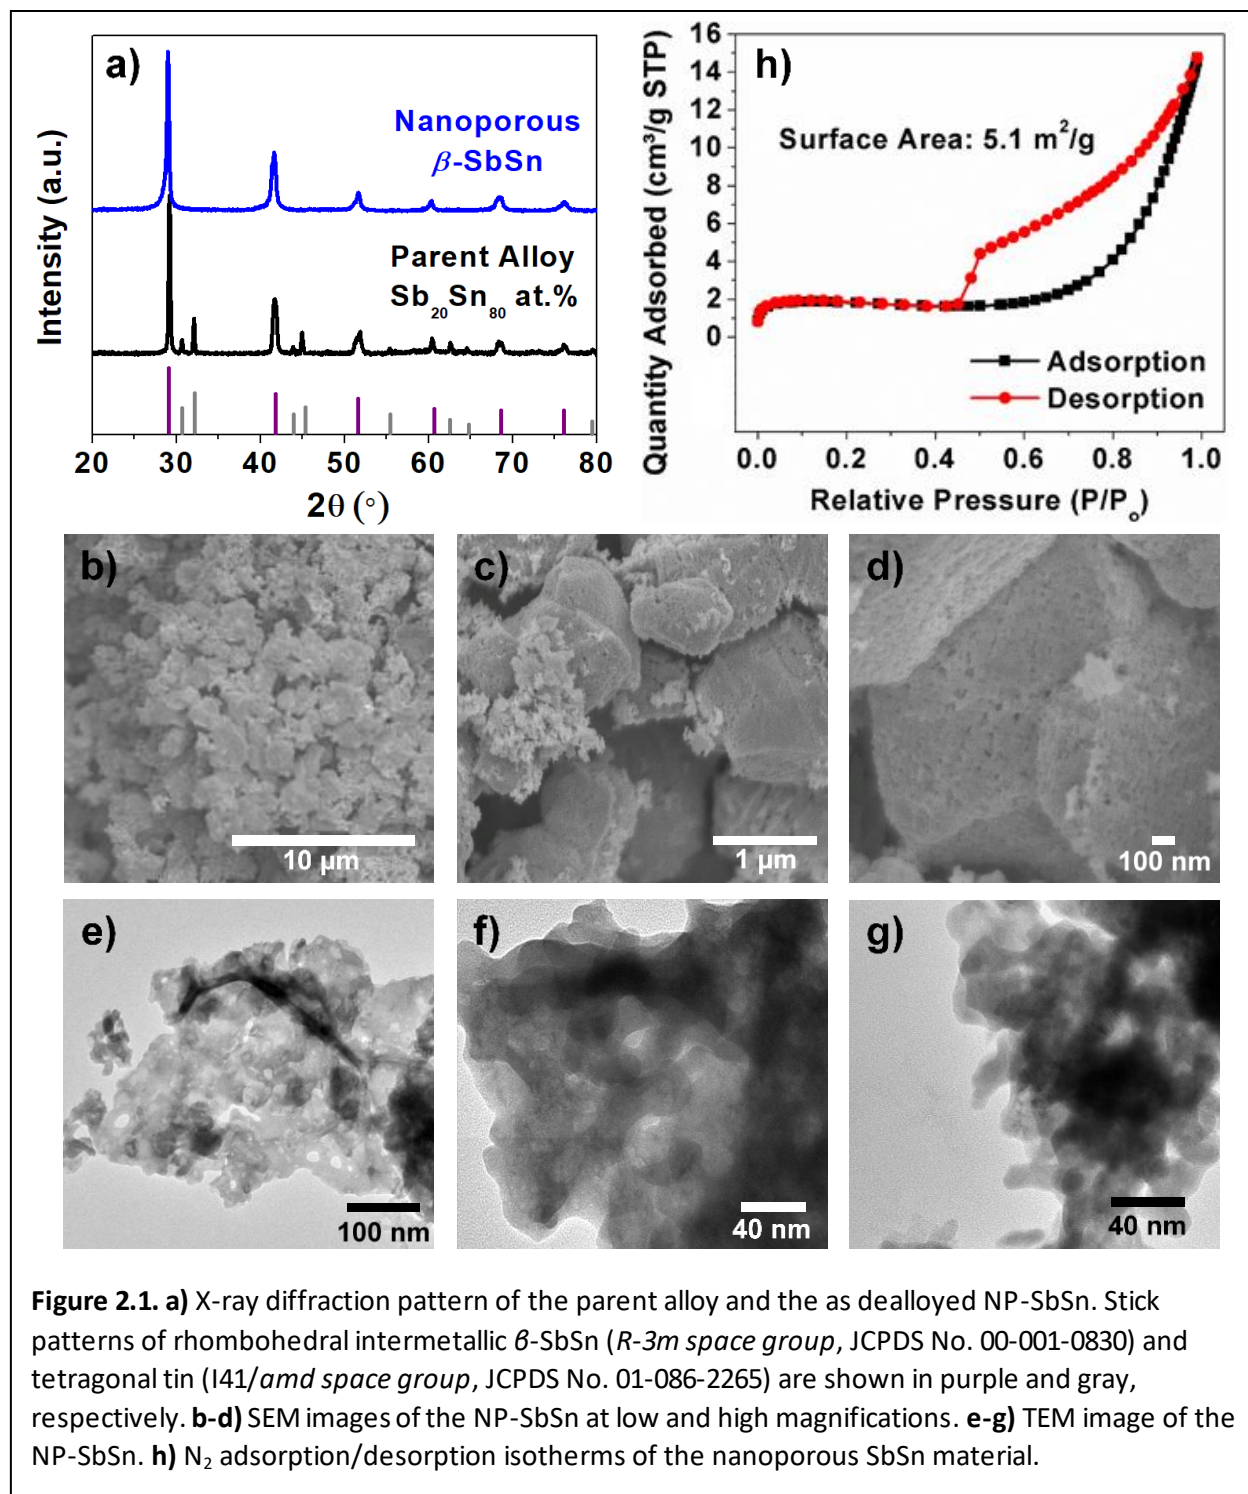 a)
Nanoporous
β-SbSn
Parent Alloy
Sb20Sn80 at.%
Intensity (a.u.)
20 30 40 50 60 70 80
2θ (°)
h)
Surface Area: 5.1 m²/g
Adsorption
Desorption
Quantity Adsorbed (cm³/g STP)
16
14
12
10
8
6
4
2
0
0.0 0.2 0.4 0.6 0.8 1.0
Relative Pressure (P/Po)
b)
10 µm
c)
1 µm
d)
100 nm
e)
100 nm
f)
40 nm
g)
40 nm
Figure 2.1. a) X-ray diffraction pattern of the parent alloy and the as dealloyed NP-SbSn. Stick
patterns of rhombohedral intermetallic β-SbSn (R-3m space group, JCPDS No. 00-001-0830) and
tetragonal tin (I41/amd space group, JCPDS No. 01-086-2265) are shown in purple and gray,
respectively. b-d) SEM images of the NP-SbSn at low and high magnifications. e-g) TEM image of the
NP-SbSn. h) N2 adsorption/desorption isotherms of the nanoporous SbSn material.